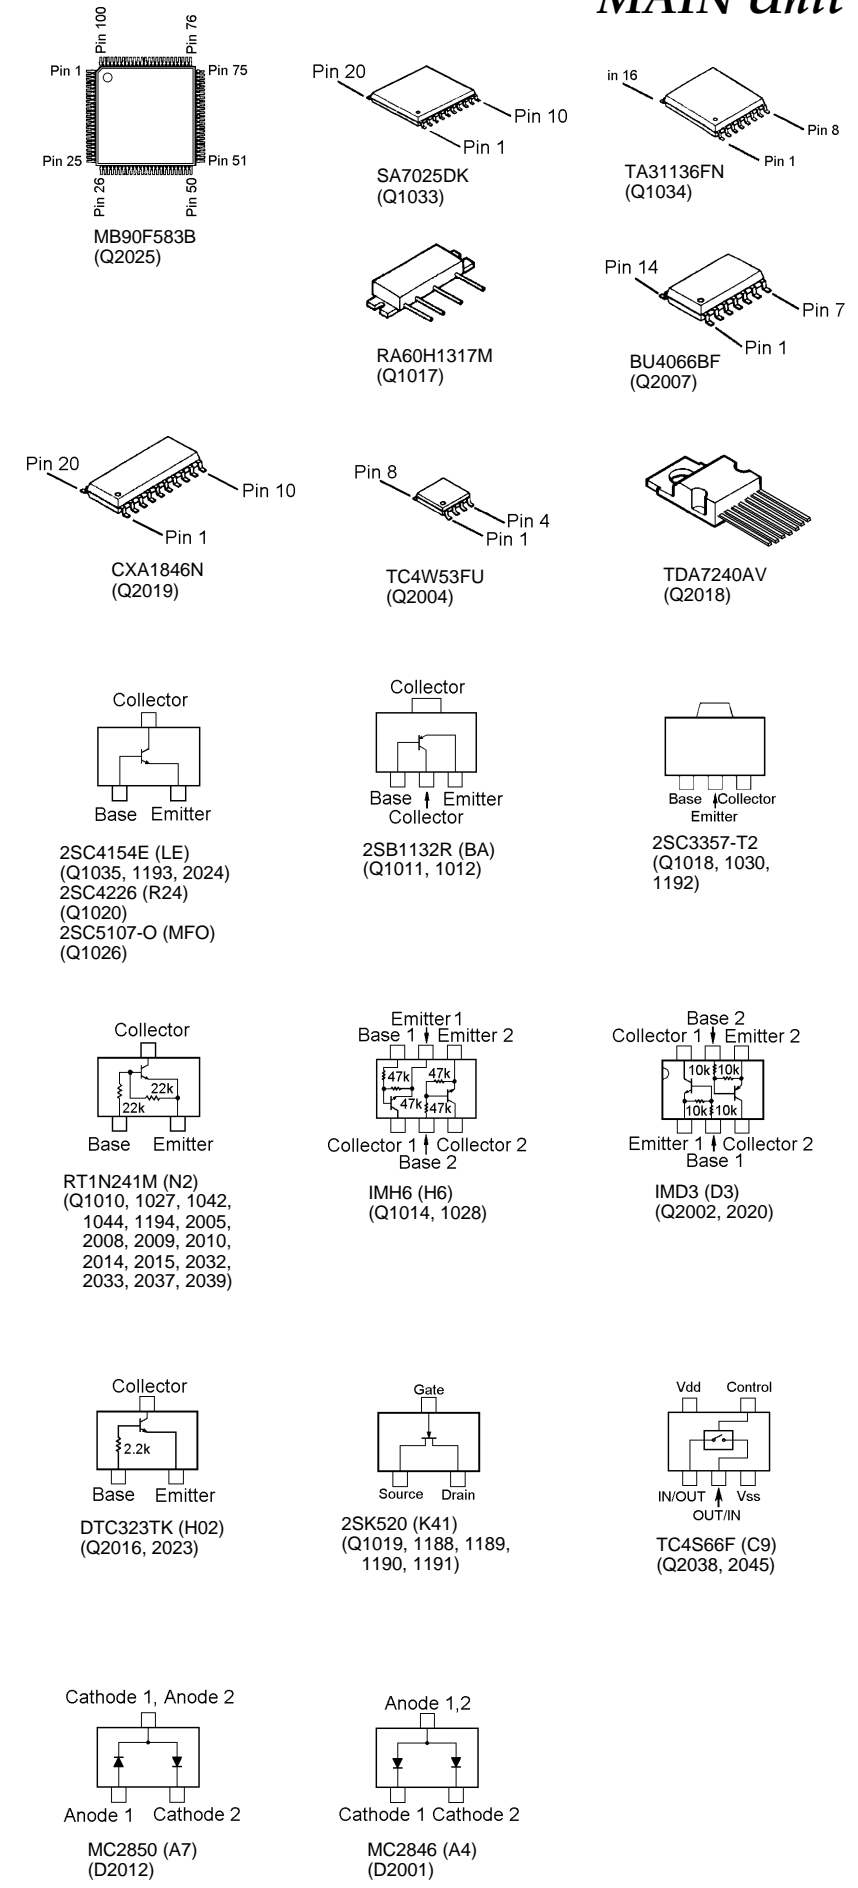 MAIN Unit
Pin 100
Pin 76
Pin 1
Pin 75
Pin 25
Pin 51
Pin 26
Pin 50
MB90F583B
(Q2025)
Pin 20
Pin 10
Pin 1
SA7025DK
(Q1033)
in 16
Pin 8
Pin 1
TA31136FN
(Q1034)
RA60H1317M
(Q1017)
Pin 14
Pin 7
Pin 1
BU4066BF
(Q2007)
Pin 20
Pin 10
Pin 1
CXA1846N
(Q2019)
Pin 8
Pin 4
Pin 1
TC4W53FU
(Q2004)
TDA7240AV
(Q2018)
Collector
Base Emitter
2SC4154E (LE)
(Q1035, 1193, 2024)
2SC4226 (R24)
(Q1020)
2SC5107-O (MFO)
(Q1026)
Collector
Base Emitter
Collector
2SB1132R (BA)
(Q1011, 1012)
Base Collector
Emitter
2SC3357-T2
(Q1018, 1030,
1192)
Collector
22k
22k
Base Emitter
RT1N241M (N2)
(Q1010, 1027, 1042,
1044, 1194, 2005,
2008, 2009, 2010,
2014, 2015, 2032,
2033, 2037, 2039)
Emitter 1
Base 1 Emitter 2
47k 47k
47k 47k
Collector 1 Collector 2
Base 2
IMH6 (H6)
(Q1014, 1028)
Base 2
Collector 1 Emitter 2
10k 10k
10k 10k
Emitter 1 Collector 2
Base 1
IMD3 (D3)
(Q2002, 2020)
Collector
2.2k
Base Emitter
DTC323TK (H02)
(Q2016, 2023)
Gate
Source Drain
2SK520 (K41)
(Q1019, 1188, 1189,
1190, 1191)
Vdd Control
IN/OUT Vss
OUT/IN
TC4S66F (C9)
(Q2038, 2045)
Cathode 1, Anode 2
Anode 1 Cathode 2
MC2850 (A7)
(D2012)
Anode 1,2
Cathode 1 Cathode 2
MC2846 (A4)
(D2001)